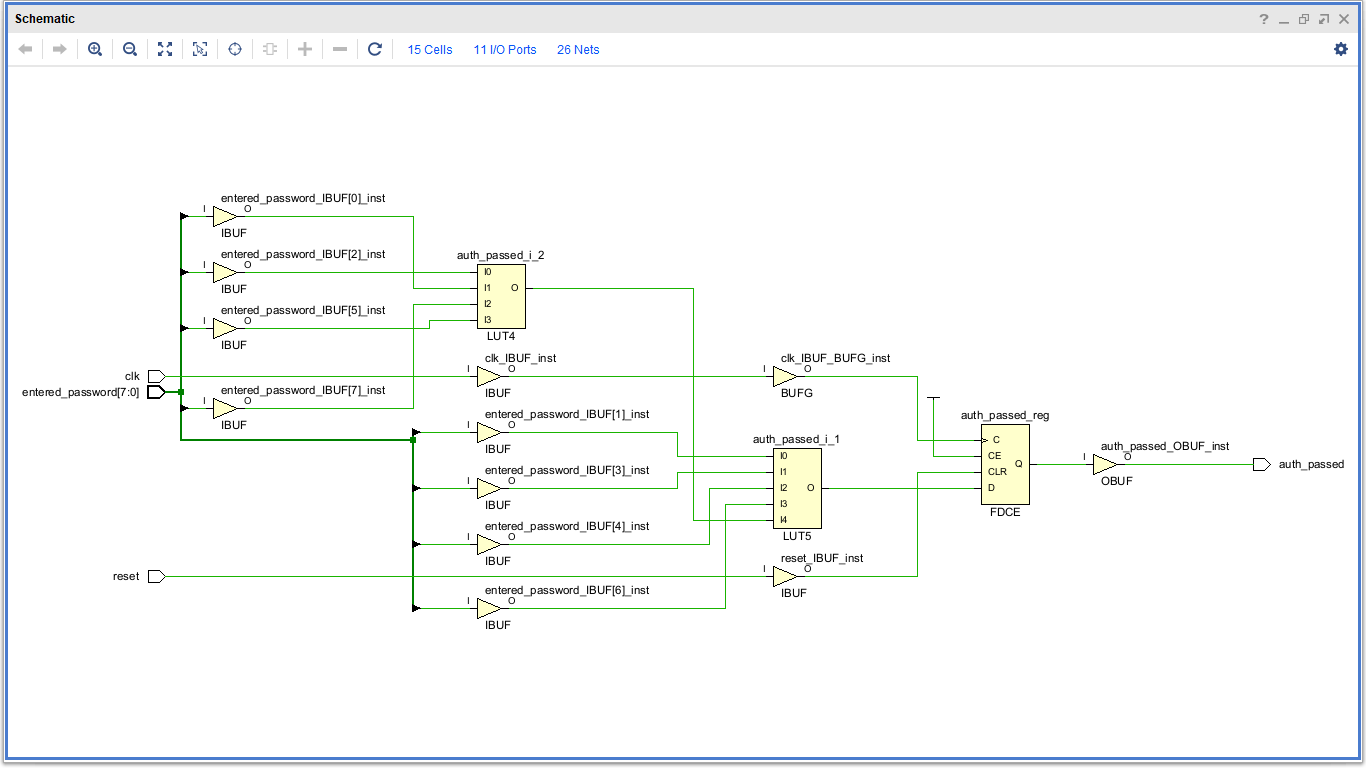 Schematic
15 Cells 11 I/O Ports 26 Nets
entered_password_IBUF[0]_inst
I O
IBUF
entered_password_IBUF[2]_inst
I O
IBUF
entered_password_IBUF[5]_inst
I O
IBUF
entered_password_IBUF[7]_inst
I O
IBUF
auth_passed_i_2
I0
I1 O
I2
I3
LUT4
clk
entered_password[7:0]
reset
clk_IBUF_inst
I O
IBUF
entered_password_IBUF[1]_inst
I O
IBUF
entered_password_IBUF[3]_inst
I O
IBUF
entered_password_IBUF[4]_inst
I O
IBUF
entered_password_IBUF[6]_inst
I O
IBUF
clk_IBUF_BUFG_inst
I O
BUFG
auth_passed_i_1
I0
I1
I2 O
I3
I4
LUT5
reset_IBUF_inst
I O
IBUF
auth_passed_reg
C
CE
CLR Q
D
FDCE
auth_passed_OBUF_inst
I O
OBUF
auth_passed